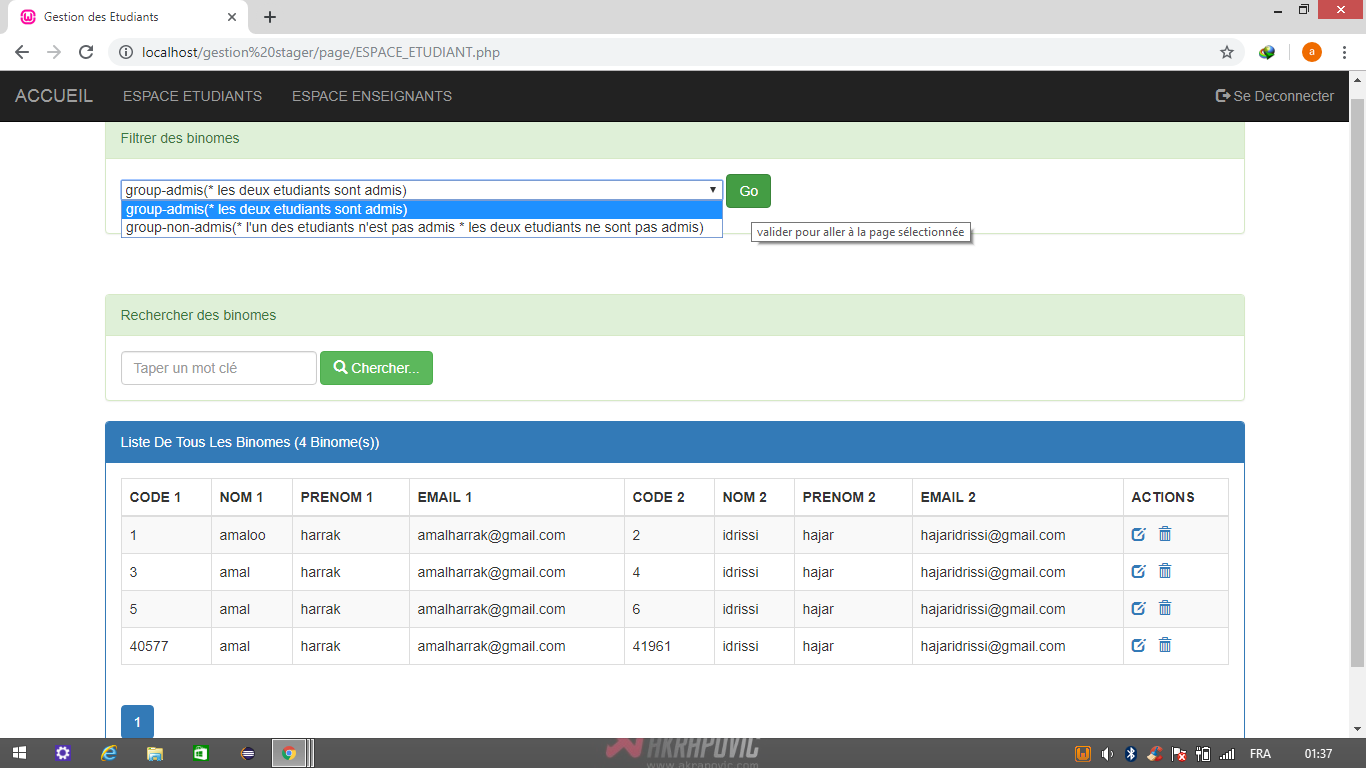 Gestion des Etudiants
localhost/gestion%20stager/page/ESPACE_ETUDIANT.php
a
ACCUEIL ESPACE ETUDIANTS ESPACE ENSEIGNANTS Se Deconnecter
Filtrer des binomes
group-admis(* les deux etudiants sont admis) Go
group-admis(* les deux etudiants sont admis)
group-non-admis(* l'un des etudiants n'est pas admis * les deux etudiants ne sont pas admis)
valider pour aller à la page sélectionnée
Rechercher des binomes
Taper un mot clé Chercher...
Liste De Tous Les Binomes (4 Binome(s))
CODE 1 NOM 1 PRENOM 1 EMAIL 1 CODE 2 NOM 2 PRENOM 2 EMAIL 2 ACTIONS
1 amaloo harrak amalharrak@gmail.com 2 idrissi hajar hajaridrissi@gmail.com
3 amal harrak amalharrak@gmail.com 4 idrissi hajar hajaridrissi@gmail.com
5 amal harrak amalharrak@gmail.com 6 idrissi hajar hajaridrissi@gmail.com
40577 amal harrak amalharrak@gmail.com 41961 idrissi hajar hajaridrissi@gmail.com
1
AKRAPOVIC
www.akrapovic.com
FRA 01:37